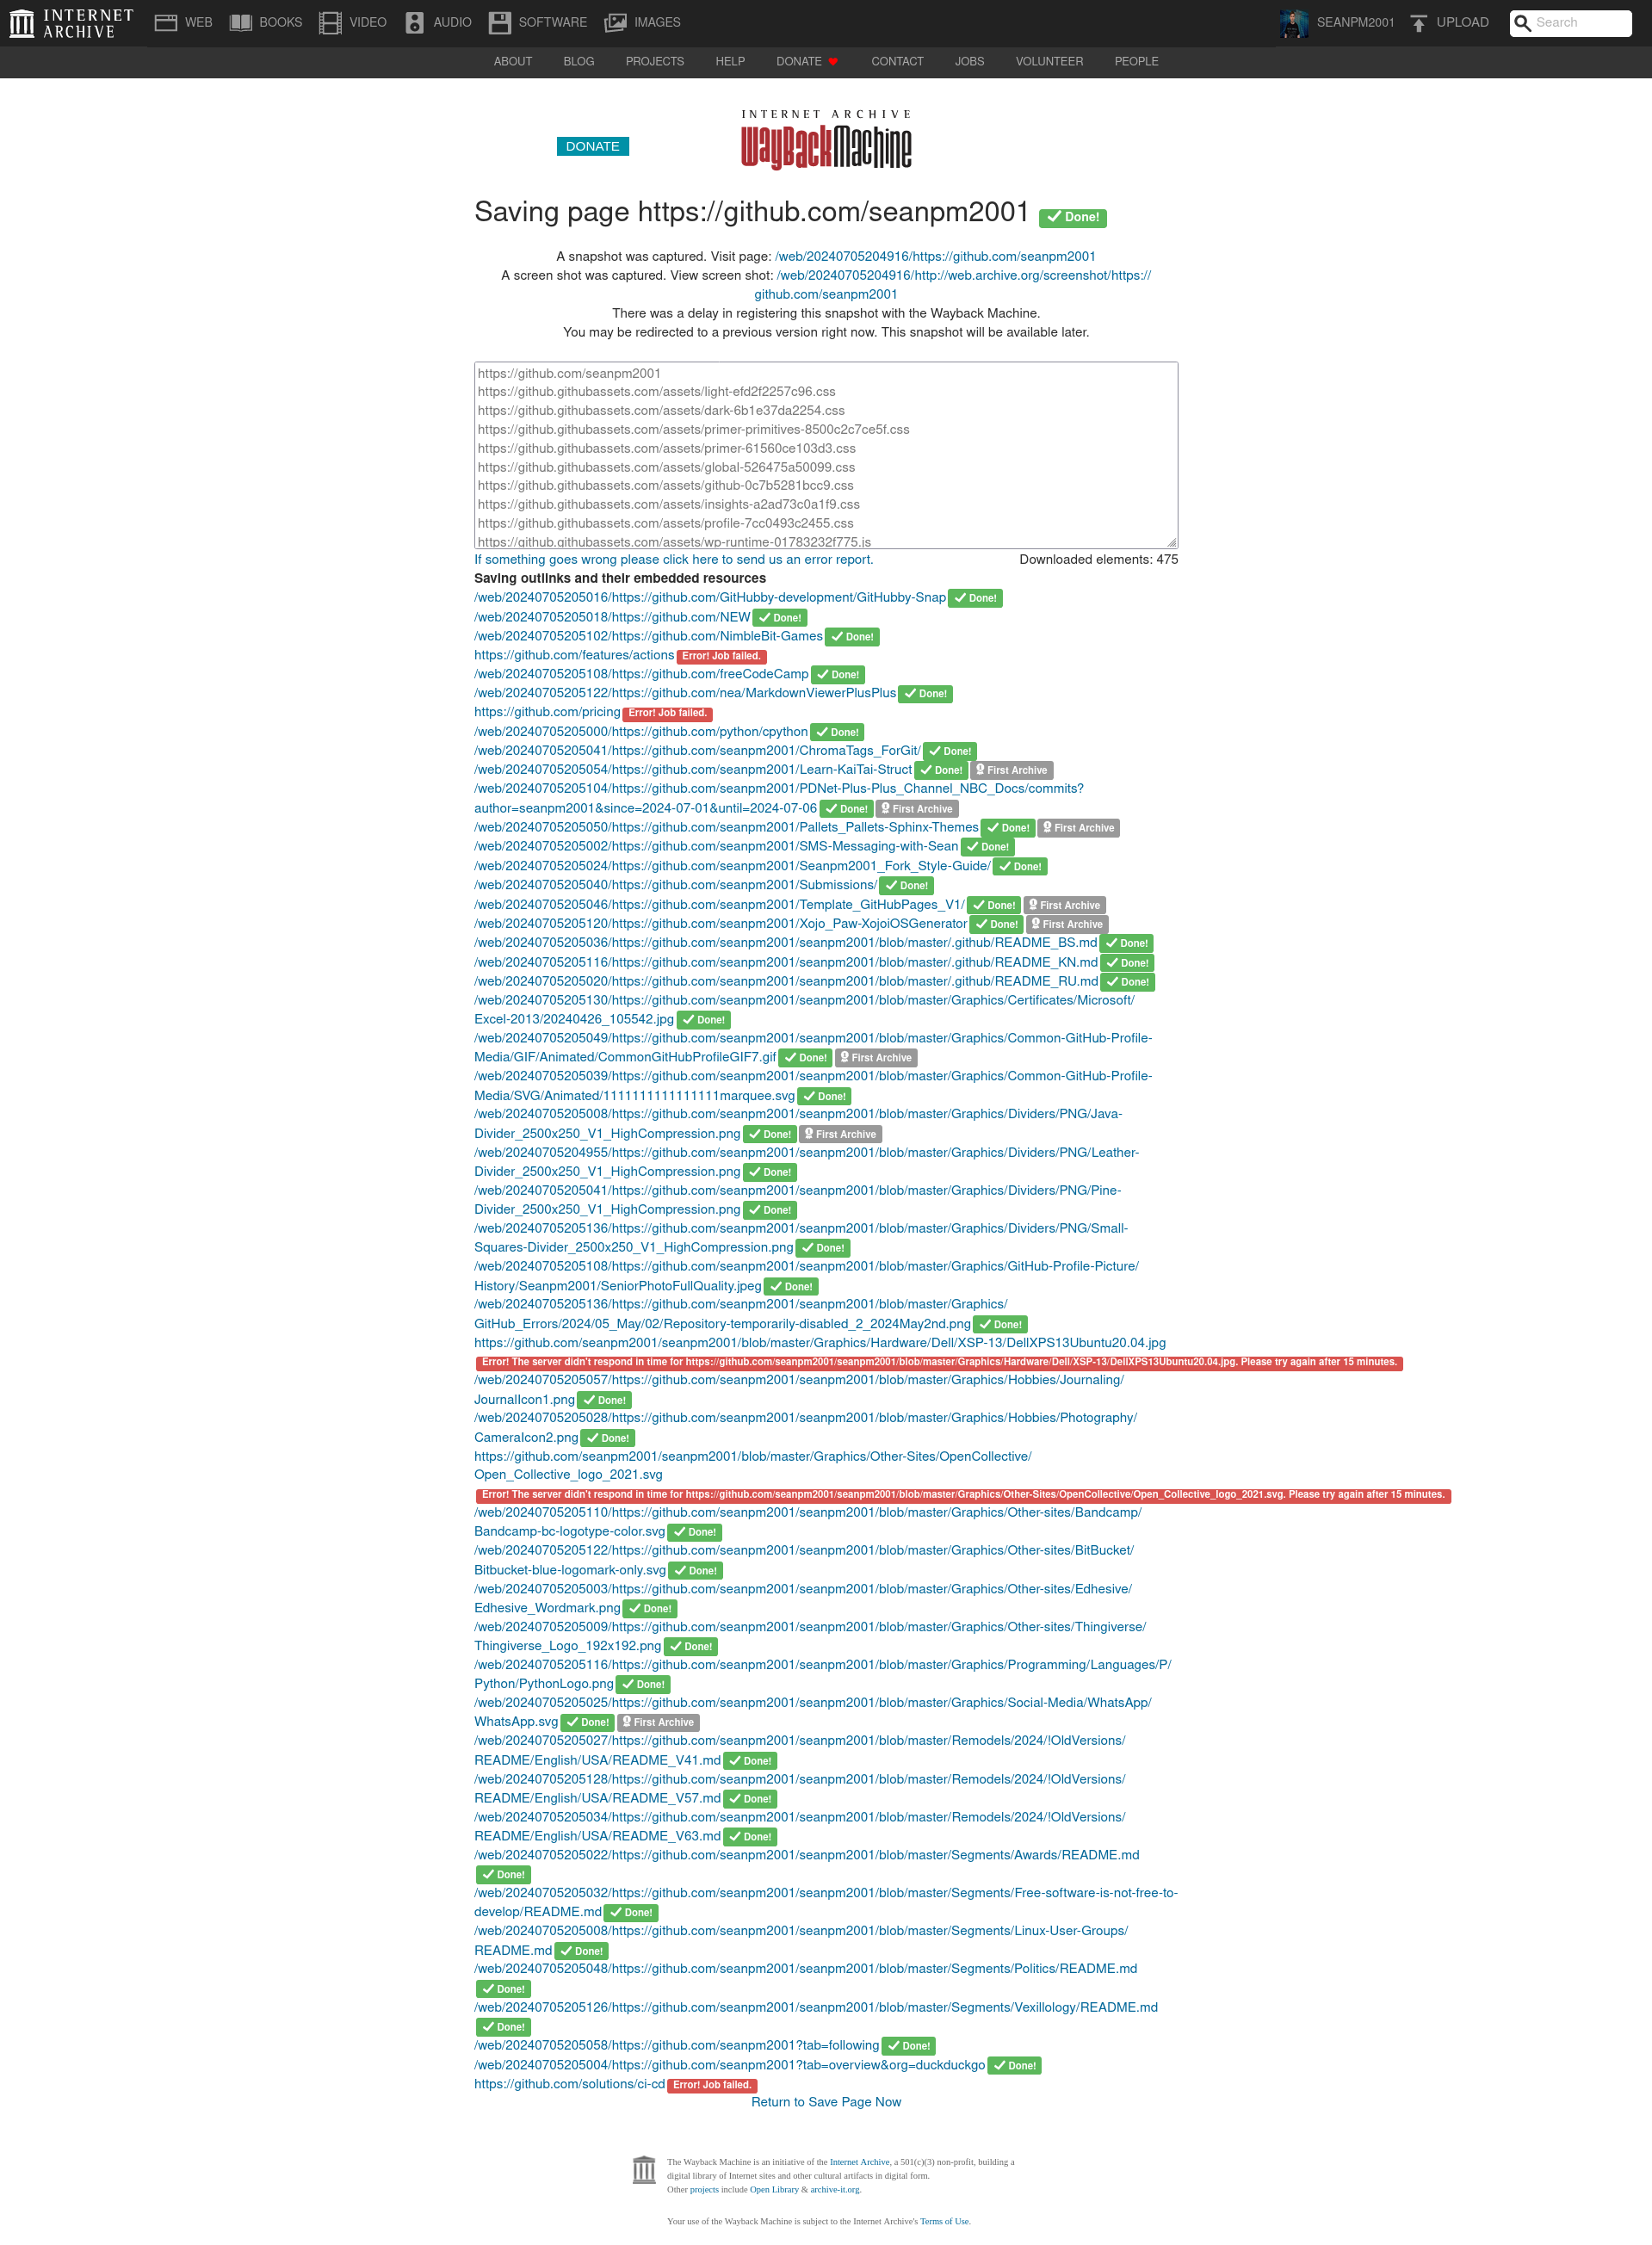 INTERNET ARCHIVE
WEB BOOKS VIDEO AUDIO SOFTWARE IMAGES SEANPM2001 UPLOAD Search
ABOUT BLOG PROJECTS HELP DONATE CONTACT JOBS VOLUNTEER PEOPLE
INTERNET ARCHIVE
DONATE WayBackMachine
Saving page https://github.com/seanpm2001 Done!
A snapshot was captured. Visit page: /web/20240705204916/https://github.com/seanpm2001
A screen shot was captured. View screen shot: /web/20240705204916/http://web.archive.org/screenshot/https://
github.com/seanpm2001
There was a delay in registering this snapshot with the Wayback Machine.
You may be redirected to a previous version right now. This snapshot will be available later.
https://github.com/seanpm2001
https://github.githubassets.com/assets/light-efd2f2257c96.css
https://github.githubassets.com/assets/dark-6b1e37da2254.css
https://github.githubassets.com/assets/primer-primitives-8500c2c7ce5f.css
https://github.githubassets.com/assets/primer-61560ce103d3.css
https://github.githubassets.com/assets/global-526475a50099.css
https://github.githubassets.com/assets/github-0c7b5281bcc9.css
https://github.githubassets.com/assets/insights-a2ad73c0a1f9.css
https://github.githubassets.com/assets/profile-7cc0493c2455.css
https://github.githubassets.com/assets/wp-runtime-01783232f775.js
If something goes wrong please click here to send us an error report. Downloaded elements: 475
Saving outlinks and their embedded resources
/web/20240705205016/https://github.com/GitHubby-development/GitHubby-Snap Done!
/web/20240705205018/https://github.com/NEW Done!
/web/20240705205102/https://github.com/NimbleBit-Games Done!
https://github.com/features/actions Error! Job failed.
/web/20240705205108/https://github.com/freeCodeCamp Done!
/web/20240705205122/https://github.com/nea/MarkdownViewerPlusPlus Done!
https://github.com/pricing Error! Job failed.
/web/20240705205000/https://github.com/python/cpython Done!
/web/20240705205041/https://github.com/seanpm2001/ChromaTags_ForGit/ Done!
/web/20240705205054/https://github.com/seanpm2001/Learn-KaiTai-Struct Done! First Archive
/web/20240705205104/https://github.com/seanpm2001/PDNet-Plus-Plus_Channel_NBC_Docs/commits?
author=seanpm2001&since=2024-07-01&until=2024-07-06 Done! First Archive
/web/20240705205050/https://github.com/seanpm2001/Pallets_Pallets-Sphinx-Themes Done! First Archive
/web/20240705205002/https://github.com/seanpm2001/SMS-Messaging-with-Sean Done!
/web/20240705205024/https://github.com/seanpm2001/Seanpm2001_Fork_Style-Guide/ Done!
/web/20240705205040/https://github.com/seanpm2001/Submissions/ Done!
/web/20240705205046/https://github.com/seanpm2001/Template_GitHubPages_V1/ Done! First Archive
/web/20240705205120/https://github.com/seanpm2001/Xojo_Paw-XojoiOSGenerator Done! First Archive
/web/20240705205036/https://github.com/seanpm2001/seanpm2001/blob/master/.github/README_BS.md Done!
/web/20240705205116/https://github.com/seanpm2001/seanpm2001/blob/master/.github/README_KN.md Done!
/web/20240705205020/https://github.com/seanpm2001/seanpm2001/blob/master/.github/README_RU.md Done!
/web/20240705205130/https://github.com/seanpm2001/seanpm2001/blob/master/Graphics/Certificates/Microsoft/
Excel-2013/20240426_105542.jpg Done!
/web/20240705205049/https://github.com/seanpm2001/seanpm2001/blob/master/Graphics/Common-GitHub-Profile-
Media/GIF/Animated/CommonGitHubProfileGIF7.gif Done! First Archive
/web/20240705205039/https://github.com/seanpm2001/seanpm2001/blob/master/Graphics/Common-GitHub-Profile-
Media/SVG/Animated/1111111111111111marquee.svg Done!
/web/20240705205008/https://github.com/seanpm2001/seanpm2001/blob/master/Graphics/Dividers/PNG/Java-
Divider_2500x250_V1_HighCompression.png Done! First Archive
/web/20240705204955/https://github.com/seanpm2001/seanpm2001/blob/master/Graphics/Dividers/PNG/Leather-
Divider_2500x250_V1_HighCompression.png Done!
/web/20240705205041/https://github.com/seanpm2001/seanpm2001/blob/master/Graphics/Dividers/PNG/Pine-
Divider_2500x250_V1_HighCompression.png Done!
/web/20240705205136/https://github.com/seanpm2001/seanpm2001/blob/master/Graphics/Dividers/PNG/Small-
Squares-Divider_2500x250_V1_HighCompression.png Done!
/web/20240705205108/https://github.com/seanpm2001/seanpm2001/blob/master/Graphics/GitHub-Profile-Picture/
History/Seanpm2001/SeniorPhotoFullQuality.jpeg Done!
/web/20240705205136/https://github.com/seanpm2001/seanpm2001/blob/master/Graphics/
GitHub_Errors/2024/05_May/02/Repository-temporarily-disabled_2_2024May2nd.png Done!
https://github.com/seanpm2001/seanpm2001/blob/master/Graphics/Hardware/Dell/XSP-13/DellXPS13Ubuntu20.04.jpg
Error! The server didn't respond in time for https://github.com/seanpm2001/seanpm2001/blob/master/Graphics/Hardware/Dell/XSP-13/DellXPS13Ubuntu20.04.jpg. Please try again after 15 minutes.
/web/20240705205057/https://github.com/seanpm2001/seanpm2001/blob/master/Graphics/Hobbies/Journaling/
JournalIcon1.png Done!
/web/20240705205028/https://github.com/seanpm2001/seanpm2001/blob/master/Graphics/Hobbies/Photography/
CameraIcon2.png Done!
https://github.com/seanpm2001/seanpm2001/blob/master/Graphics/Other-Sites/OpenCollective/
Open_Collective_logo_2021.svg
Error! The server didn't respond in time for https://github.com/seanpm2001/seanpm2001/blob/master/Graphics/Other-Sites/OpenCollective/Open_Collective_logo_2021.svg. Please try again after 15 minutes.
/web/20240705205110/https://github.com/seanpm2001/seanpm2001/blob/master/Graphics/Other-sites/Bandcamp/
Bandcamp-bc-logotype-color.svg Done!
/web/20240705205122/https://github.com/seanpm2001/seanpm2001/blob/master/Graphics/Other-sites/BitBucket/
Bitbucket-blue-logomark-only.svg Done!
/web/20240705205003/https://github.com/seanpm2001/seanpm2001/blob/master/Graphics/Other-sites/Edhesive/
Edhesive_Wordmark.png Done!
/web/20240705205009/https://github.com/seanpm2001/seanpm2001/blob/master/Graphics/Other-sites/Thingiverse/
Thingiverse_Logo_192x192.png Done!
/web/20240705205116/https://github.com/seanpm2001/seanpm2001/blob/master/Graphics/Programming/Languages/P/
Python/PythonLogo.png Done!
/web/20240705205025/https://github.com/seanpm2001/seanpm2001/blob/master/Graphics/Social-Media/WhatsApp/
WhatsApp.svg Done! First Archive
/web/20240705205027/https://github.com/seanpm2001/seanpm2001/blob/master/Remodels/2024/!OldVersions/
README/English/USA/README_V41.md Done!
/web/20240705205128/https://github.com/seanpm2001/seanpm2001/blob/master/Remodels/2024/!OldVersions/
README/English/USA/README_V57.md Done!
/web/20240705205034/https://github.com/seanpm2001/seanpm2001/blob/master/Remodels/2024/!OldVersions/
README/English/USA/README_V63.md Done!
/web/20240705205022/https://github.com/seanpm2001/seanpm2001/blob/master/Segments/Awards/README.md
Done!
/web/20240705205032/https://github.com/seanpm2001/seanpm2001/blob/master/Segments/Free-software-is-not-free-to-
develop/README.md Done!
/web/20240705205008/https://github.com/seanpm2001/seanpm2001/blob/master/Segments/Linux-User-Groups/
README.md Done!
/web/20240705205048/https://github.com/seanpm2001/seanpm2001/blob/master/Segments/Politics/README.md
Done!
/web/20240705205126/https://github.com/seanpm2001/seanpm2001/blob/master/Segments/Vexillology/README.md
Done!
/web/20240705205058/https://github.com/seanpm2001?tab=following Done!
/web/20240705205004/https://github.com/seanpm2001?tab=overview&org=duckduckgo Done!
https://github.com/solutions/ci-cd Error! Job failed.
Return to Save Page Now
The Wayback Machine is an initiative of the Internet Archive, a 501(c)(3) non-profit, building a
digital library of Internet sites and other cultural artifacts in digital form.
Other projects include Open Library & archive-it.org.
Your use of the Wayback Machine is subject to the Internet Archive's Terms of Use.